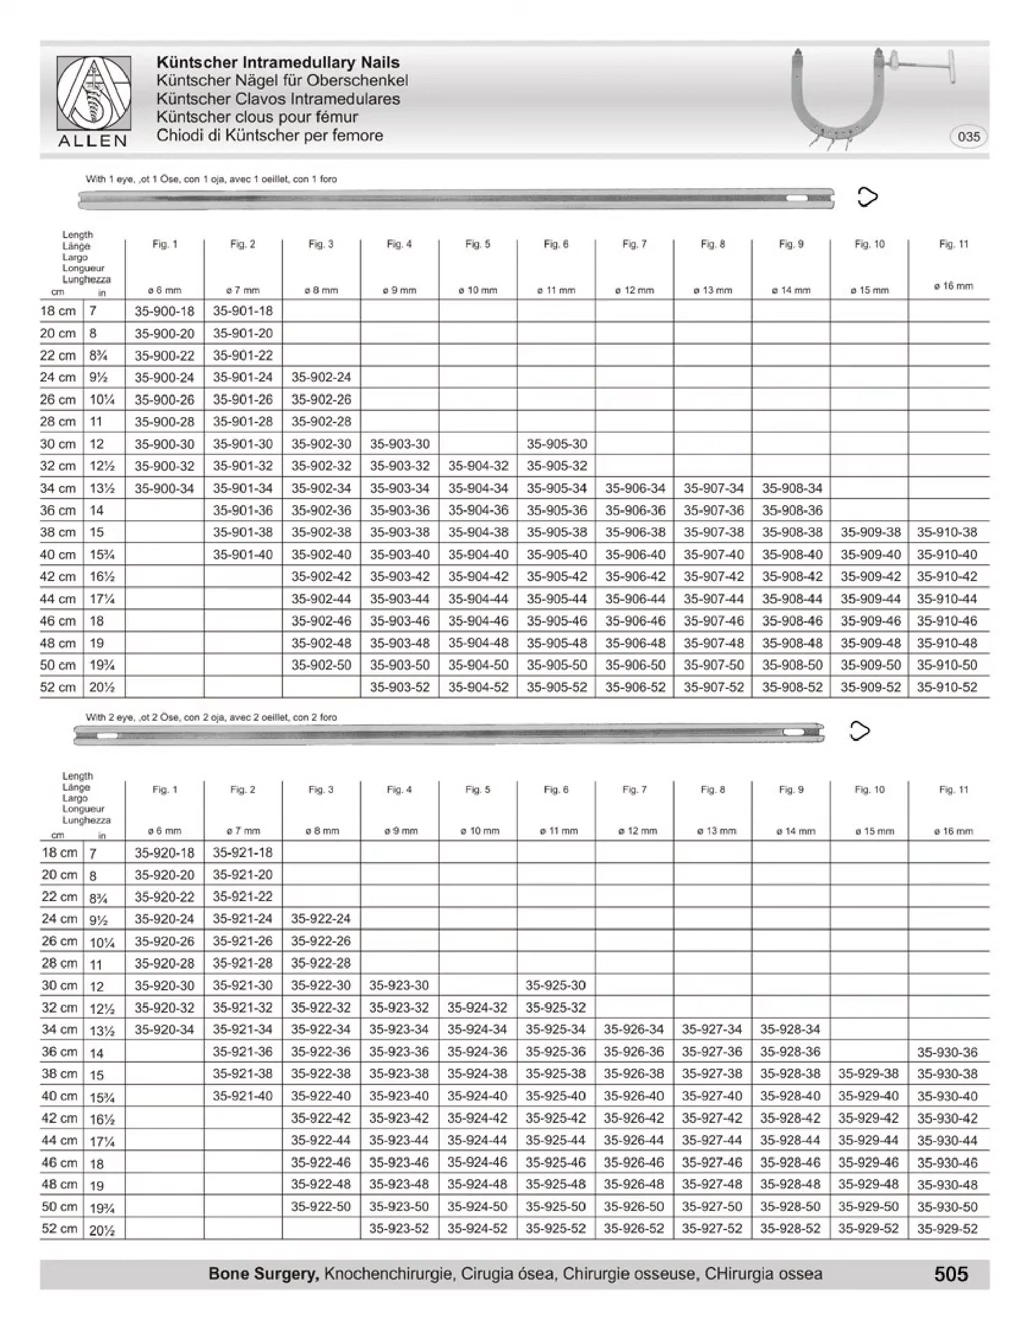 Küntscher Intramedullary Nails
Küntscher Nägel für Oberschenkel
Küntscher Clavos Intramedulares
Küntscher clous pour fémur
Chiodi di Küntscher per femore
ALLEN
035
With 1 eye, ,ot 1 Öse, con 1 oja, avec 1 oeillet, con 1 foro
Length
Länge
Largo
Longueur
Lunghezza
Fig. 1 Fig. 2 Fig. 3 Fig. 4 Fig. 5 Fig. 6 Fig. 7 Fig. 8 Fig. 9 Fig. 10 Fig. 11
cm in ø 6 mm ø 7 mm ø 8 mm ø 9 mm ø 10 mm ø 11 mm ø 12 mm ø 13 mm ø 14 mm ø 15 mm ø 16 mm
18 cm 7 35-900-18 35-901-18
20 cm 8 35-900-20 35-901-20
22 cm 8¾ 35-900-22 35-901-22
24 cm 9½ 35-900-24 35-901-24 35-902-24
26 cm 10¼ 35-900-26 35-901-26 35-902-26
28 cm 11 35-900-28 35-901-28 35-902-28
30 cm 12 35-900-30 35-901-30 35-902-30 35-903-30 35-905-30
32 cm 12½ 35-900-32 35-901-32 35-902-32 35-903-32 35-904-32 35-905-32
34 cm 13½ 35-900-34 35-901-34 35-902-34 35-903-34 35-904-34 35-905-34 35-906-34 35-907-34 35-908-34
36 cm 14 35-901-36 35-902-36 35-903-36 35-904-36 35-905-36 35-906-36 35-907-36 35-908-36
38 cm 15 35-901-38 35-902-38 35-903-38 35-904-38 35-905-38 35-906-38 35-907-38 35-908-38 35-909-38 35-910-38
40 cm 15¾ 35-901-40 35-902-40 35-903-40 35-904-40 35-905-40 35-906-40 35-907-40 35-908-40 35-909-40 35-910-40
42 cm 16½ 35-902-42 35-903-42 35-904-42 35-905-42 35-906-42 35-907-42 35-908-42 35-909-42 35-910-42
44 cm 17¼ 35-902-44 35-903-44 35-904-44 35-905-44 35-906-44 35-907-44 35-908-44 35-909-44 35-910-44
46 cm 18 35-902-46 35-903-46 35-904-46 35-905-46 35-906-46 35-907-46 35-908-46 35-909-46 35-910-46
48 cm 19 35-902-48 35-903-48 35-904-48 35-905-48 35-906-48 35-907-48 35-908-48 35-909-48 35-910-48
50 cm 19¾ 35-902-50 35-903-50 35-904-50 35-905-50 35-906-50 35-907-50 35-908-50 35-909-50 35-910-50
52 cm 20½ 35-903-52 35-904-52 35-905-52 35-906-52 35-907-52 35-908-52 35-909-52 35-910-52
With 2 eye, ,ot 2 Öse, con 2 oja, avec 2 oeillet, con 2 foro
Length
Länge
Largo
Longueur
Lunghezza
Fig. 1 Fig. 2 Fig. 3 Fig. 4 Fig. 5 Fig. 6 Fig. 7 Fig. 8 Fig. 9 Fig. 10 Fig. 11
cm in ø 6 mm ø 7 mm ø 8 mm ø 9 mm ø 10 mm ø 11 mm ø 12 mm ø 13 mm ø 14 mm ø 15 mm ø 16 mm
18 cm 7 35-920-18 35-921-18
20 cm 8 35-920-20 35-921-20
22 cm 8¾ 35-920-22 35-921-22
24 cm 9½ 35-920-24 35-921-24 35-922-24
26 cm 10¼ 35-920-26 35-921-26 35-922-26
28 cm 11 35-920-28 35-921-28 35-922-28
30 cm 12 35-920-30 35-921-30 35-922-30 35-923-30 35-925-30
32 cm 12½ 35-920-32 35-921-32 35-922-32 35-923-32 35-924-32 35-925-32
34 cm 13½ 35-920-34 35-921-34 35-922-34 35-923-34 35-924-34 35-925-34 35-926-34 35-927-34 35-928-34
36 cm 14 35-921-36 35-922-36 35-923-36 35-924-36 35-925-36 35-926-36 35-927-36 35-928-36 35-930-36
38 cm 15 35-921-38 35-922-38 35-923-38 35-924-38 35-925-38 35-926-38 35-927-38 35-928-38 35-929-38 35-930-38
40 cm 15¾ 35-921-40 35-922-40 35-923-40 35-924-40 35-925-40 35-926-40 35-927-40 35-928-40 35-929-40 35-930-40
42 cm 16½ 35-922-42 35-923-42 35-924-42 35-925-42 35-926-42 35-927-42 35-928-42 35-929-42 35-930-42
44 cm 17¼ 35-922-44 35-923-44 35-924-44 35-925-44 35-926-44 35-927-44 35-928-44 35-929-44 35-930-44
46 cm 18 35-922-46 35-923-46 35-924-46 35-925-46 35-926-46 35-927-46 35-928-46 35-929-46 35-930-46
48 cm 19 35-922-48 35-923-48 35-924-48 35-925-48 35-926-48 35-927-48 35-928-48 35-929-48 35-930-48
50 cm 19¾ 35-922-50 35-923-50 35-924-50 35-925-50 35-926-50 35-927-50 35-928-50 35-929-50 35-930-50
52 cm 20½ 35-923-52 35-924-52 35-925-52 35-926-52 35-927-52 35-928-52 35-929-52 35-929-52
Bone Surgery, Knochenchirurgie, Cirugia ósea, Chirurgie osseuse, CHirurgia ossea 505